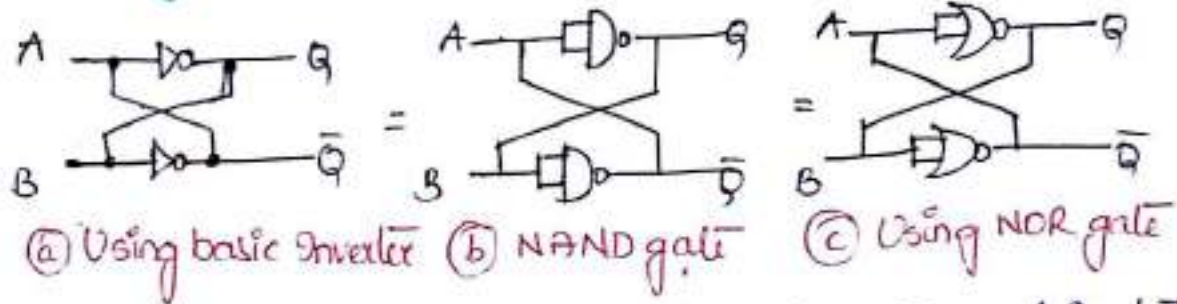 A Q A Q A Q
= =
B Q̅ B Q̅ B Q̅
ⓐ Using basic Inverter ⓑ NAND gate ⓒ Using NOR gate